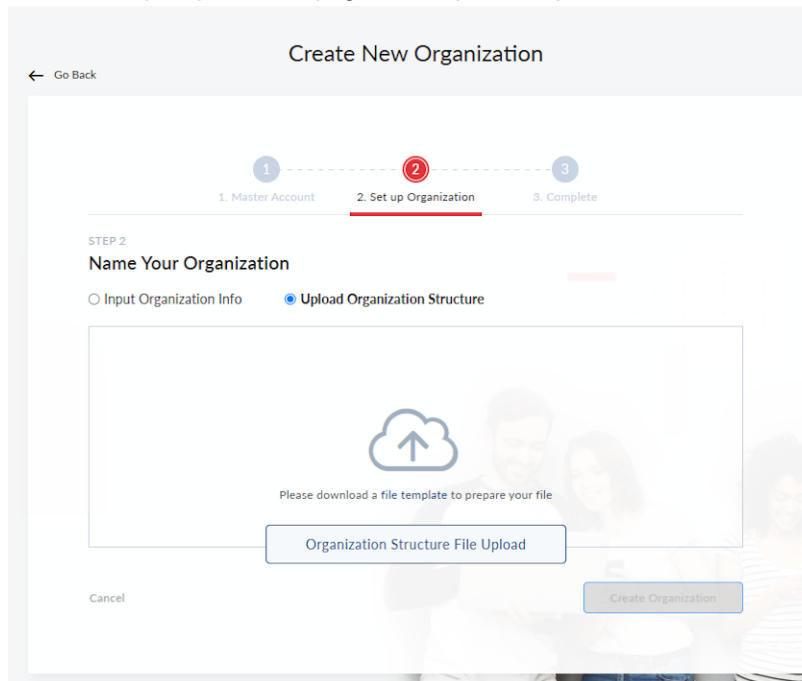 Create New Organization
← Go Back
1 2 3
1. Master Account 2. Set up Organization 3. Complete
STEP 2
Name Your Organization
Input Organization Info Upload Organization Structure
Please download a file template to prepare your file
Organization Structure File Upload
Cancel Create Organization